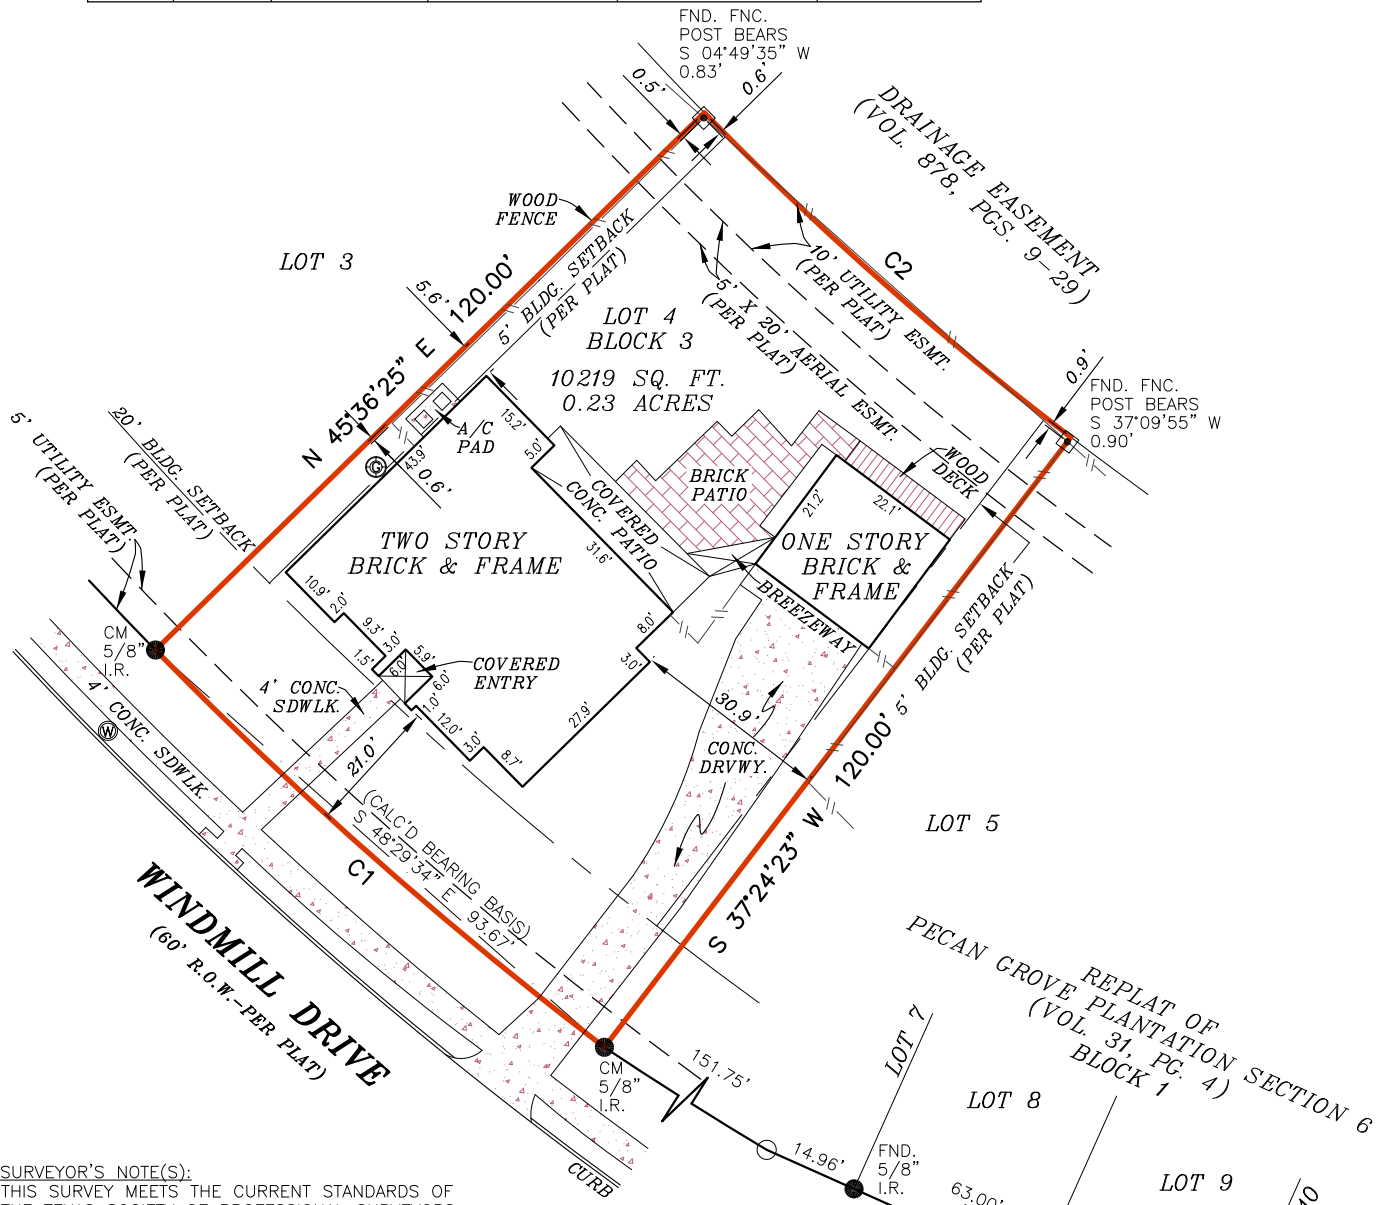 FND. FNC.
POST BEARS
S 04°49'35" W
0.83'
0.5'
0.6'
DRAINAGE EASEMENT
(VOL. 878, PGS. 9-29)
WOOD
FENCE
LOT 3
5.6'
N 45°36'25" E 120.00'
5' BLDG. SETBACK
(PER PLAT)
C2
10' UTILITY ESMT.
(PER PLAT)
5' X 20' AERIAL ESMT.
(PER PLAT)
LOT 4
BLOCK 3
10219 SQ. FT.
0.23 ACRES
0.9'
FND. FNC.
POST BEARS
S 37°09'55" W
0.90'
5' UTILITY ESMT.
(PER PLAT)
20' BLDG. SETBACK
(PER PLAT)
A/C
PAD
G
43.9'
0.6'
15.2'
5.0'
COVERED
CONC. PATIO
31.6'
BRICK
PATIO
WOOD
DECK
21.2'
22.1'
TWO STORY
BRICK & FRAME
ONE STORY
BRICK &
FRAME
BREEZEWAY
10.9'
2.0'
9.3'
3.0'
1.5'
6.0'
5.9'
6.0'
COVERED
ENTRY
8.0'
3.0'
1.0'
12.0'
3.0'
8.7'
27.9'
30.9'
5' BLDG. SETBACK
(PER PLAT)
CM
5/8"
I.R.
4' CONC.
SDWLK.
4' CONC. SDWLK.
W
21.0'
CONC.
DRVWY.
S 37°24'23" W 120.00'
LOT 5
C1
(CALC'D BEARING BASIS)
S 48°29'34" E 93.67'
WINDMILL DRIVE
(60' R.O.W.-PER PLAT)
REPLAT OF
PECAN GROVE PLANTATION SECTION 6
(VOL. 31, PG. 4)
BLOCK 1
CM
5/8"
I.R.
151.75'
LOT 7
LOT 8
14.96'
FND.
5/8"
I.R.
63.00'
LOT 9
10
CURB
SURVEYOR'S NOTE(S):
THIS SURVEY MEETS THE CURRENT STANDARDS OF
THE TEXAS SOCIETY OF PROFESSIONAL SURVEYORS